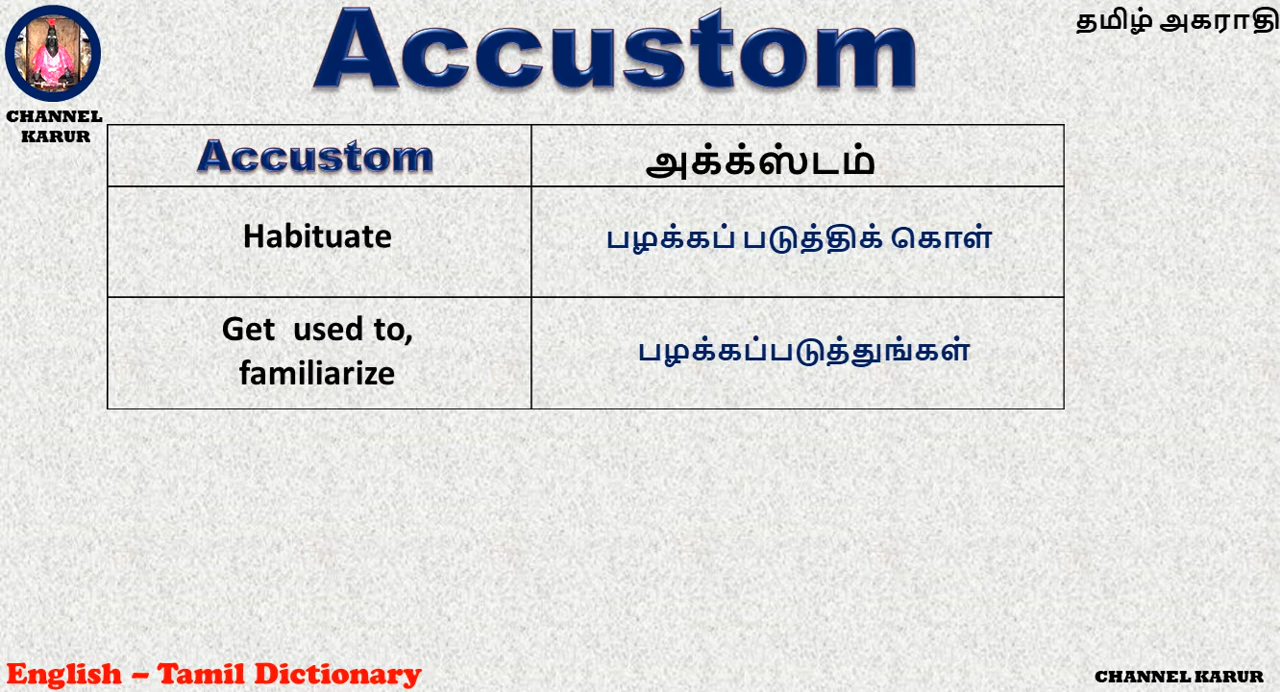 Accustom
தமிழ் அகராதி
CHANNEL
KARUR
Accustom
அக்க்ஸ்டம்
Habituate
பழக்கப் படுத்திக் கொள்
Get used to,
familiarize
பழக்கப்படுத்துங்கள்
English – Tamil Dictionary
CHANNEL KARUR